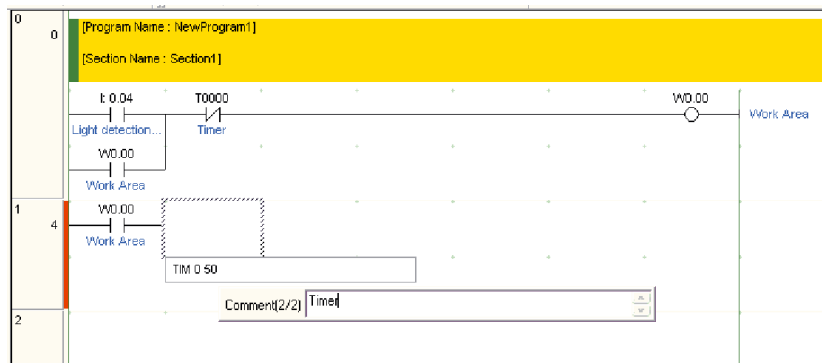 0
0
[Program Name : NewProgram1]
[Section Name : Section1]
I: 0.04 T0000 W0.00
Light detection... Timer Work Area
W0.00
Work Area
1
4
W0.00
Work Area
TIM 0 50
Comment(2/2) Timer
2